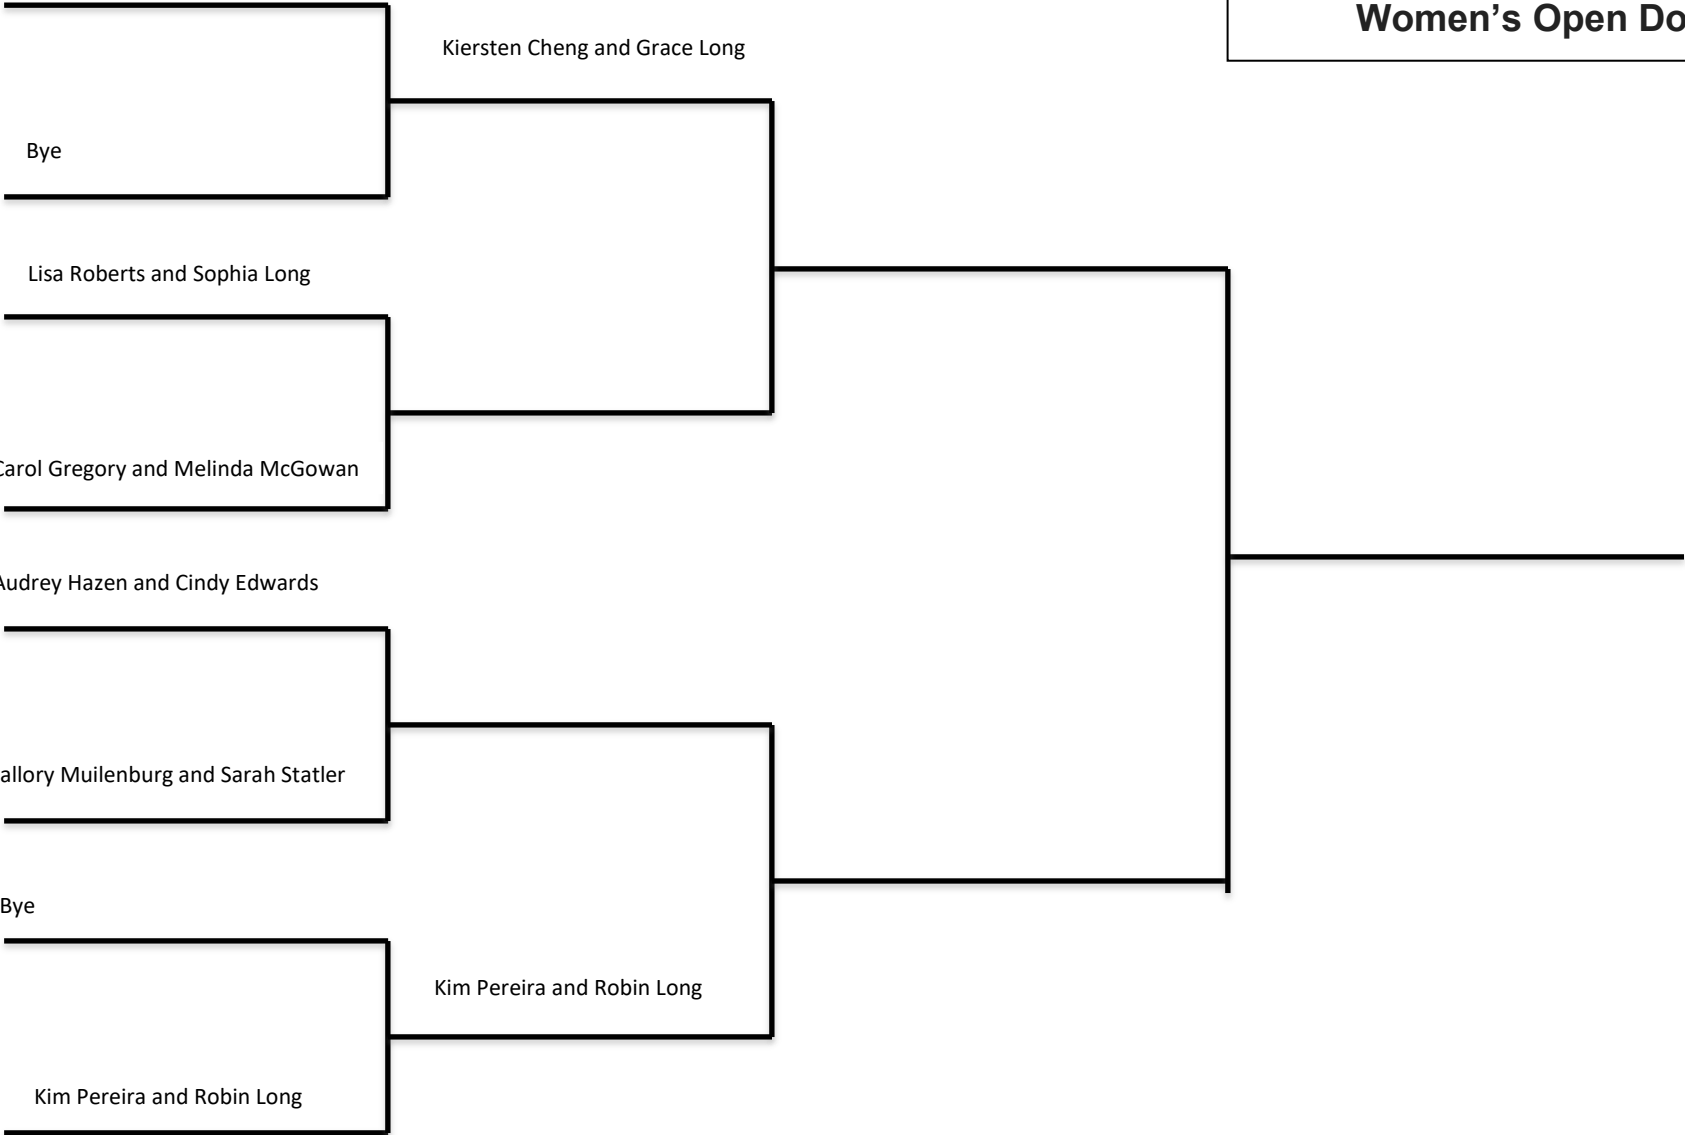 Women's Open Do
Kiersten Cheng and Grace Long
Bye
Lisa Roberts and Sophia Long
Carol Gregory and Melinda McGowan
Audrey Hazen and Cindy Edwards
allory Muilenburg and Sarah Statler
Bye
Kim Pereira and Robin Long
Kim Pereira and Robin Long